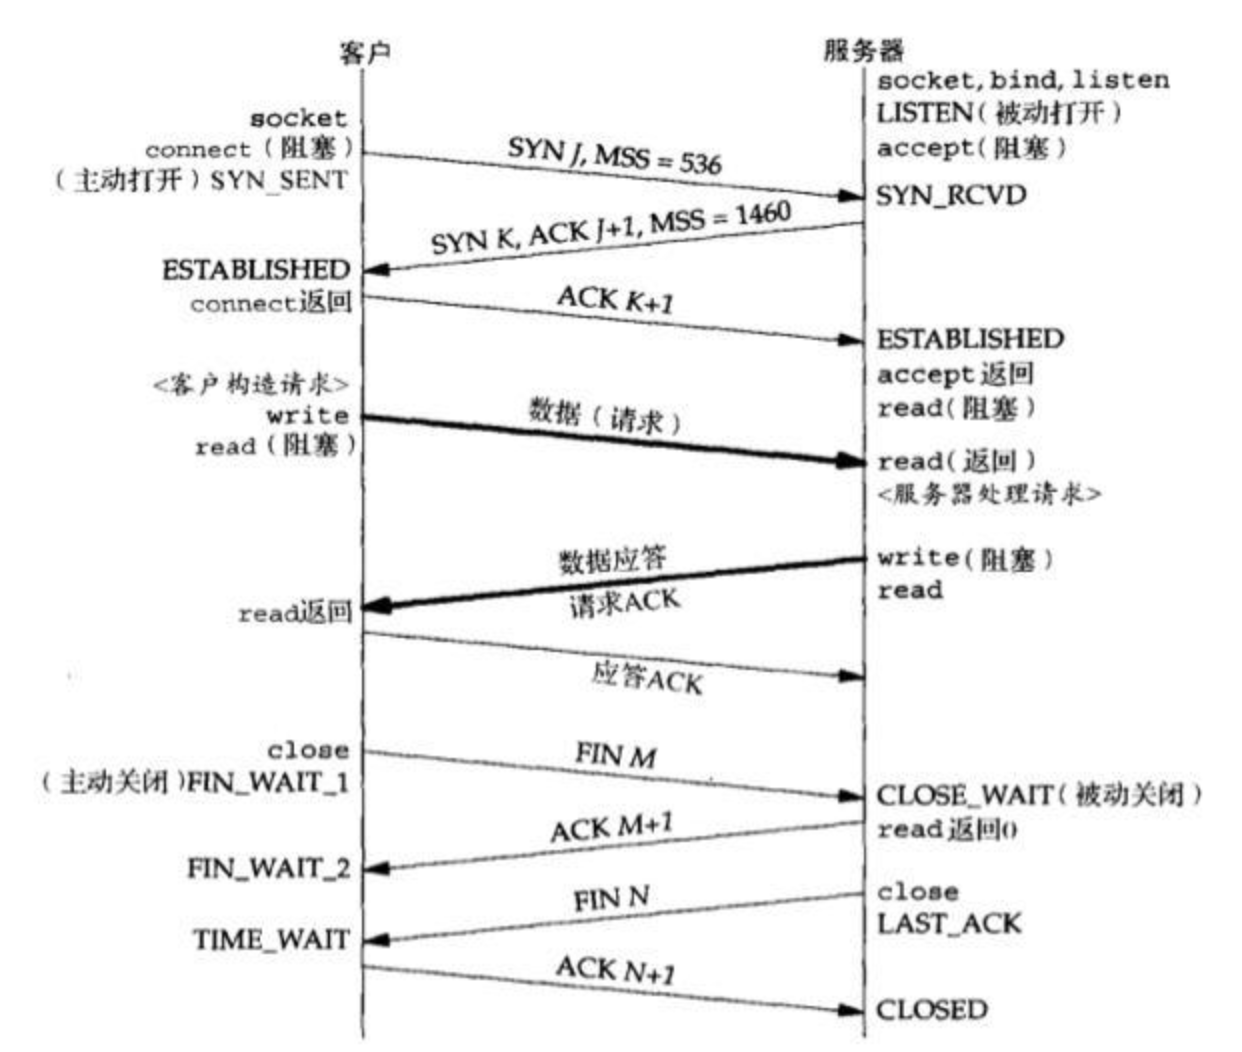 客户
服务器
socket, bind, listen
LISTEN(被动打开)
accept(阻塞)
socket
connect(阻塞)
(主动打开)SYN_SENT
SYN J, MSS = 536
SYN_RCVD
SYN K, ACK J+1, MSS = 1460
ESTABLISHED
connect返回
ACK K+1
ESTABLISHED
accept返回
read(阻塞)
<客户构造请求>
write
read(阻塞)
数据(请求)
read(返回)
<服务器处理请求>
write(阻塞)
read
数据应答
请求ACK
read返回
应答ACK
close
(主动关闭)FIN_WAIT_1
FIN M
CLOSE_WAIT(被动关闭)
read返回0
ACK M+1
FIN_WAIT_2
close
LAST_ACK
FIN N
TIME_WAIT
ACK N+1
CLOSED